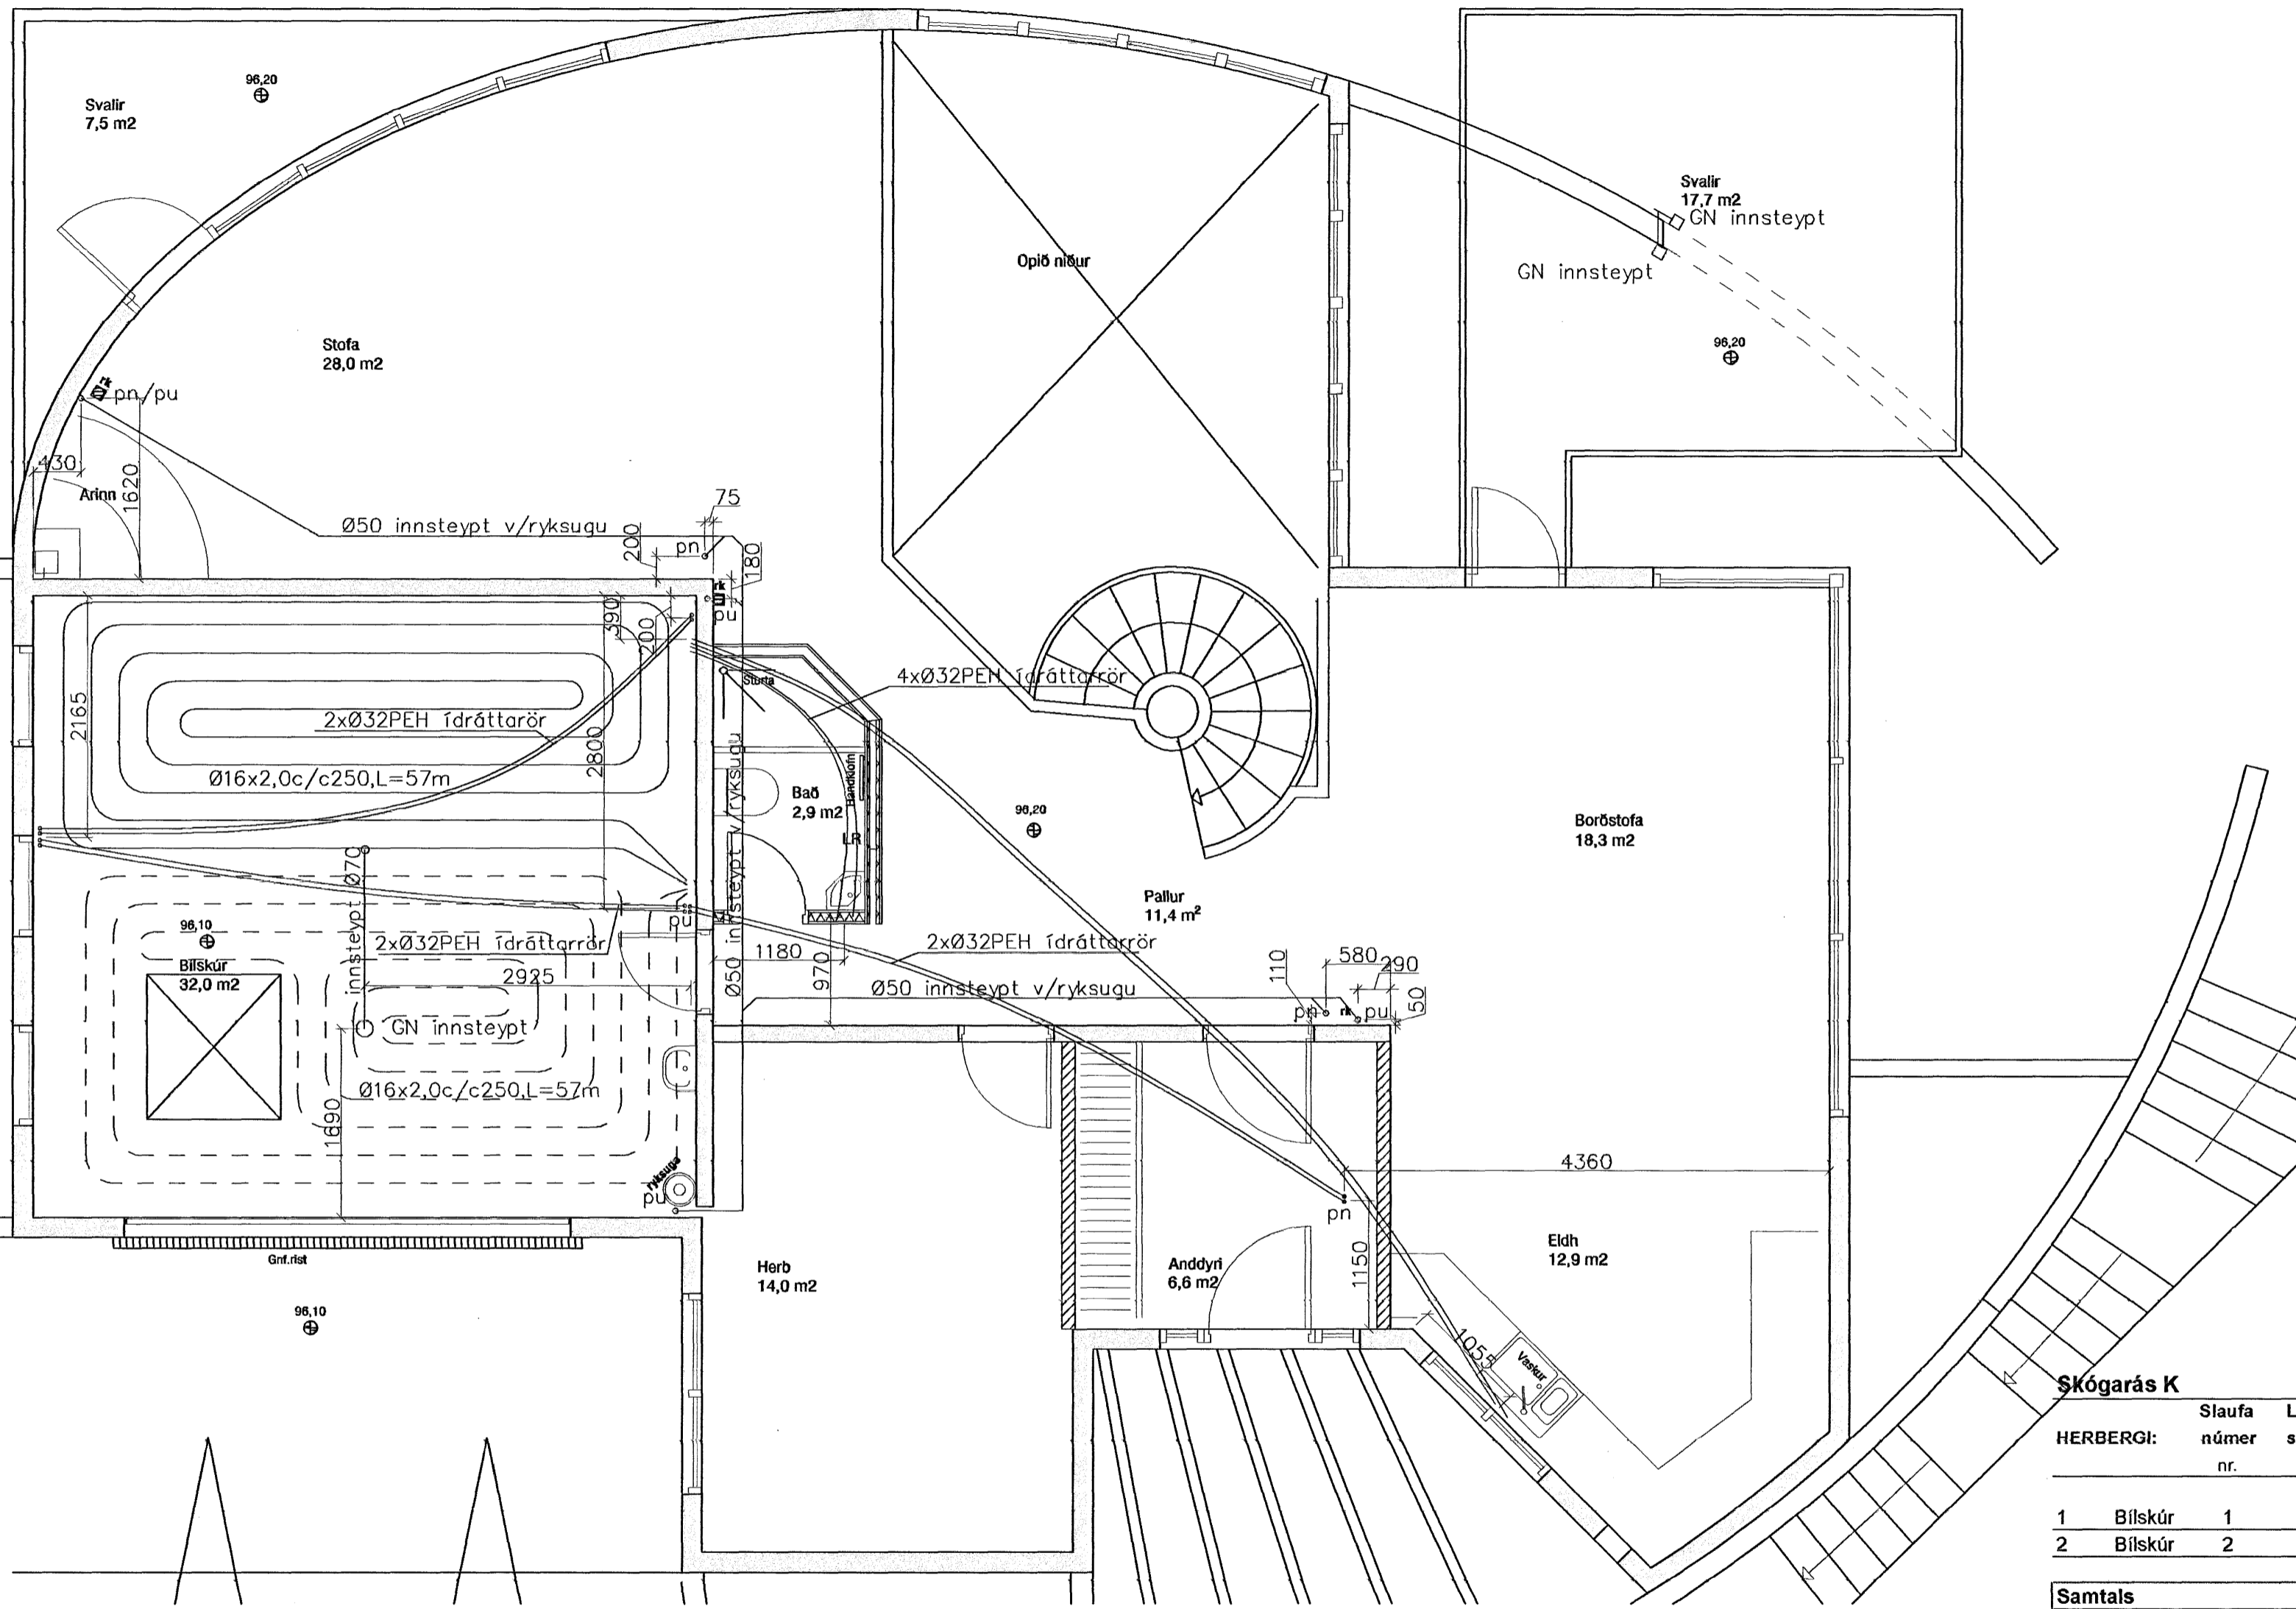 96,20
Svalir
7,5 m2
Svalir
17,7 m2
GN innsteypt
GN innsteypt
Opið niður
96,20
Stofa
28,0 m2
rk
pn/pu
430
1620
Arinn
Ø50 innsteypt v/ryksugu
75
200
pn
180
rk
pu
390
200
Sturta
4xØ32PEH ídráttarrör
2165
2xØ32PEH ídráttarör
2800
Ø16x2,0c/c250,L=57m
Bað
2,9 m2
Handklofn
LR
Ø50 innsteypt v/ryksugu
96,20
Borðstofa
18,3 m2
innsteypt Ø70
Pallur
11,4 m²
pu
96,10
Bílskúr
32,0 m2
2xØ32PEH ídráttarrör
2925
1180
970
2xØ32PEH ídráttarrör
Ø50 innsteypt v/ryksugu
110
580
290
50
pn
rk
pu
GN innsteypt
Ø16x2,0c/c250,L=57m
1690
ryksuga
pu
4360
pn
1150
Gnf.rist
Herb
14,0 m2
Anddyri
6,6 m2
Eldh
12,9 m2
96,10
1055
Vaskur
Skógarás K
Slaufa L
HERBERGI: númer s
nr.
1 Bílskúr 1
2 Bílskúr 2
Samtals